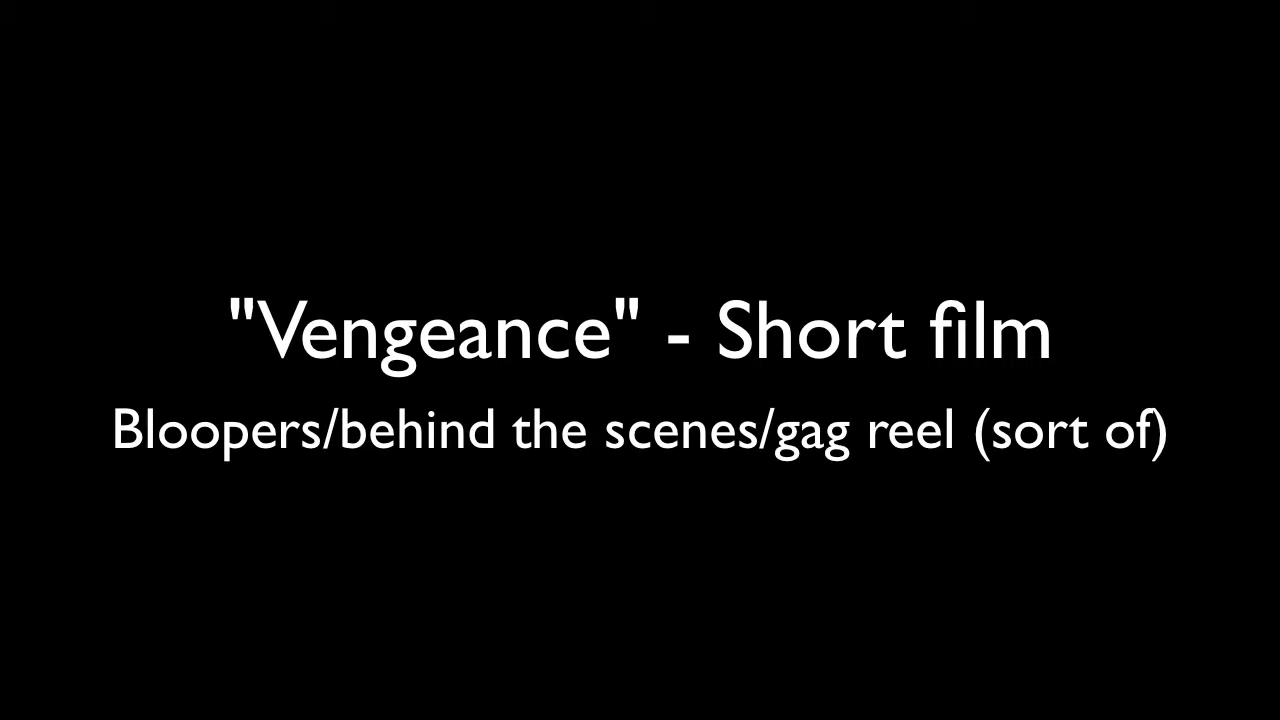 "Vengeance" - Short film
Bloopers/behind the scenes/gag reel (sort of)